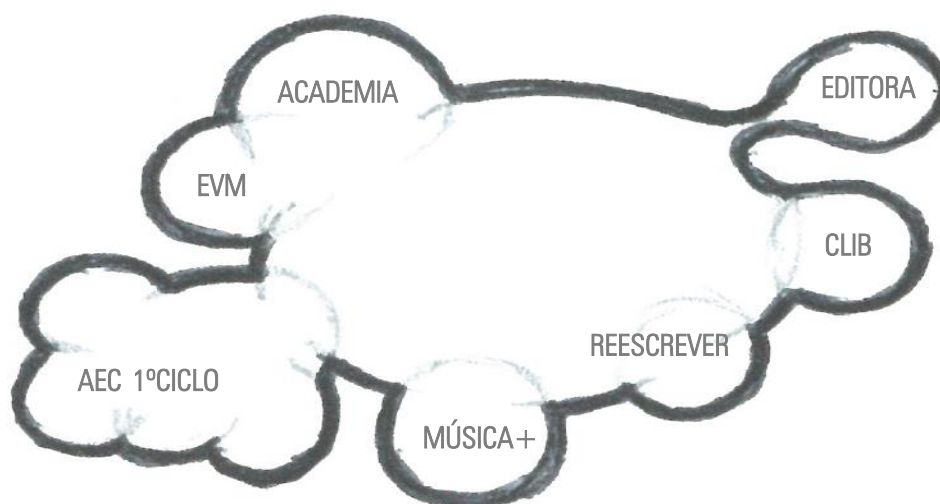 ACADEMIA
EDITORA
EVM
CLIB
REESCREVER
AEC 1ºCICLO
MÚSICA+